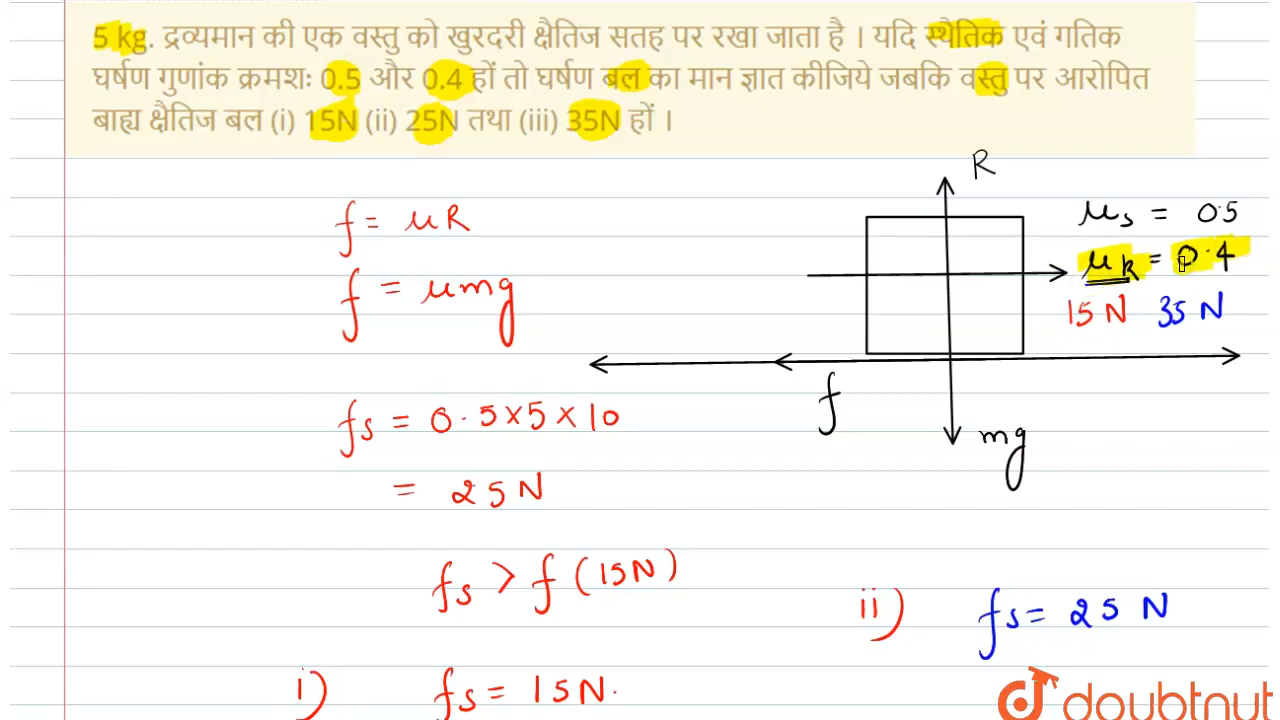 5 kg. द्रव्यमान की एक वस्तु को खुरदरी क्षैतिज सतह पर रखा जाता है । यदि स्थैतिक एवं गतिक
घर्षण गुणांक क्रमशः 0.5 और 0.4 हों तो घर्षण बल का मान ज्ञात कीजिये जबकि वस्तु पर आरोपित
बाह्य क्षैतिज बल (i) 15N (ii) 25N तथा (iii) 35N हों ।
R
f = μR
μs = 0.5
μk = 0.4
f = μmg
15 N 35 N
f
fs = 0.5×5×10
mg
= 25N
fs > f (15N)
ii) fs = 25 N
i) fs = 15N.
doubtnut